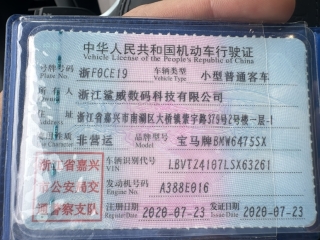 中华人民共和国机动车行驶证
Vehicle License of the People's Republic of China
号牌号码 浙F0CE19 车辆类型 小型普通客车
Plate No. Vehicle Type
所有人 浙江鲨威数码科技有限公司
住址 浙江省嘉兴市南湖区大桥镇擎宇路379号2号楼一层-1
使用性质 非营运 品牌型号 宝马牌BMW6475SX
浙江省嘉兴市公安局交通警察支队
车辆识别代号 LBVTZ4107LSX63261
VIN
发动机号码 A388E016
Engine No.
注册日期 2020-07-23 发证日期 2020-07-23
Register Date Issue Date